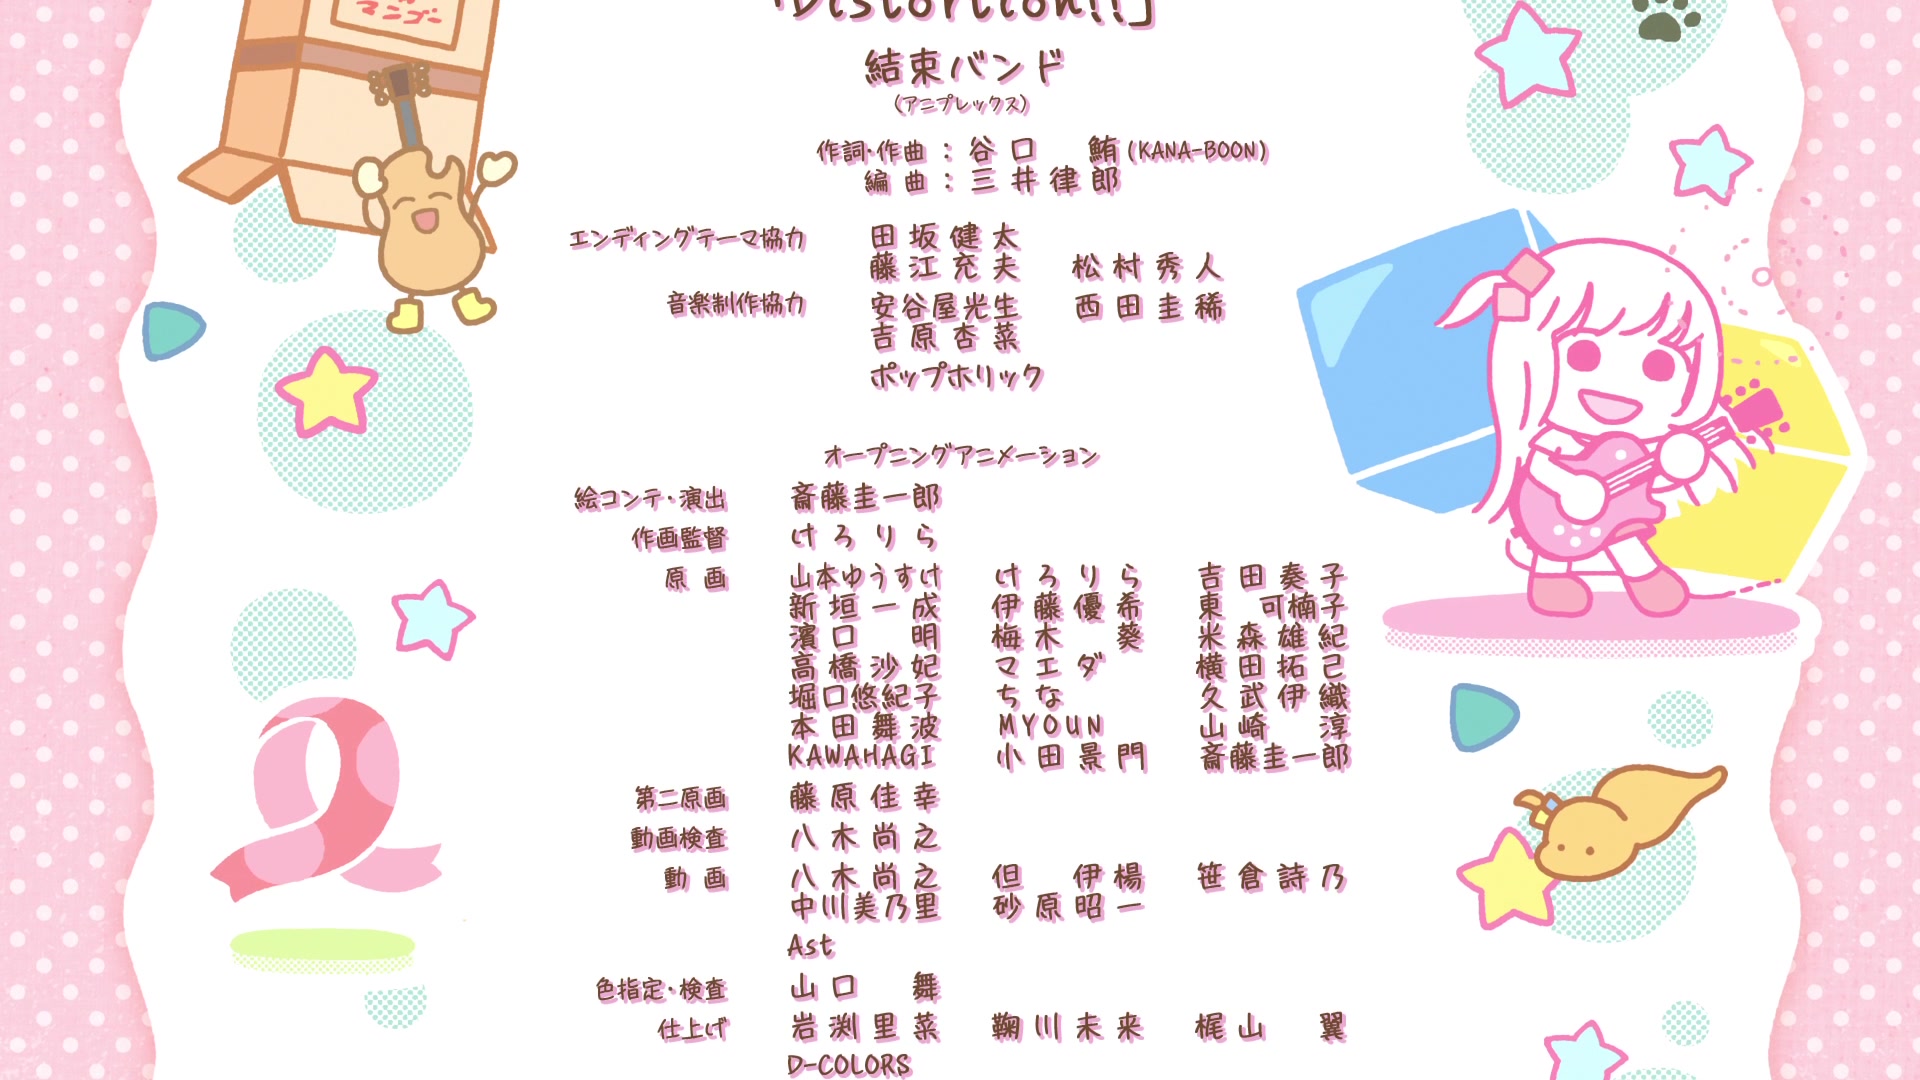 マンゴー
「Distortion!!」
結束バンド
(アニプレックス)
作詞・作曲 : 谷口 鮪 (KANA-BOON)
編 曲 : 三井律郎
エンディングテーマ協力 田坂健太
藤江充夫 松村秀人
音楽制作協力 安谷屋光生 西田圭稀
吉原杏菜
ポップホリック
オープニングアニメーション
絵コンテ・演出 斎藤圭一郎
作画監督 けろりら
原 画 山本ゆうすけ けろりら 吉田奏子
新垣一成 伊藤優希 東 可楠子
濱口 明 梅木 葵 米森雄紀
高橋沙妃 マエダ 横田拓己
堀口悠紀子 ちな 久武伊織
本田舞波 MYOUN 山崎 淳
KAWAHAGI 小田景門 斎藤圭一郎
第二原画 藤原佳幸
動画検査 八木尚之
動 画 八木尚之 但 伊楊 笹倉詩乃
中川美乃里 砂原昭一
Ast
色指定・検査 山口 舞
仕上げ 岩渕里菜 鞠川未来 梶山 翼
D-COLORS